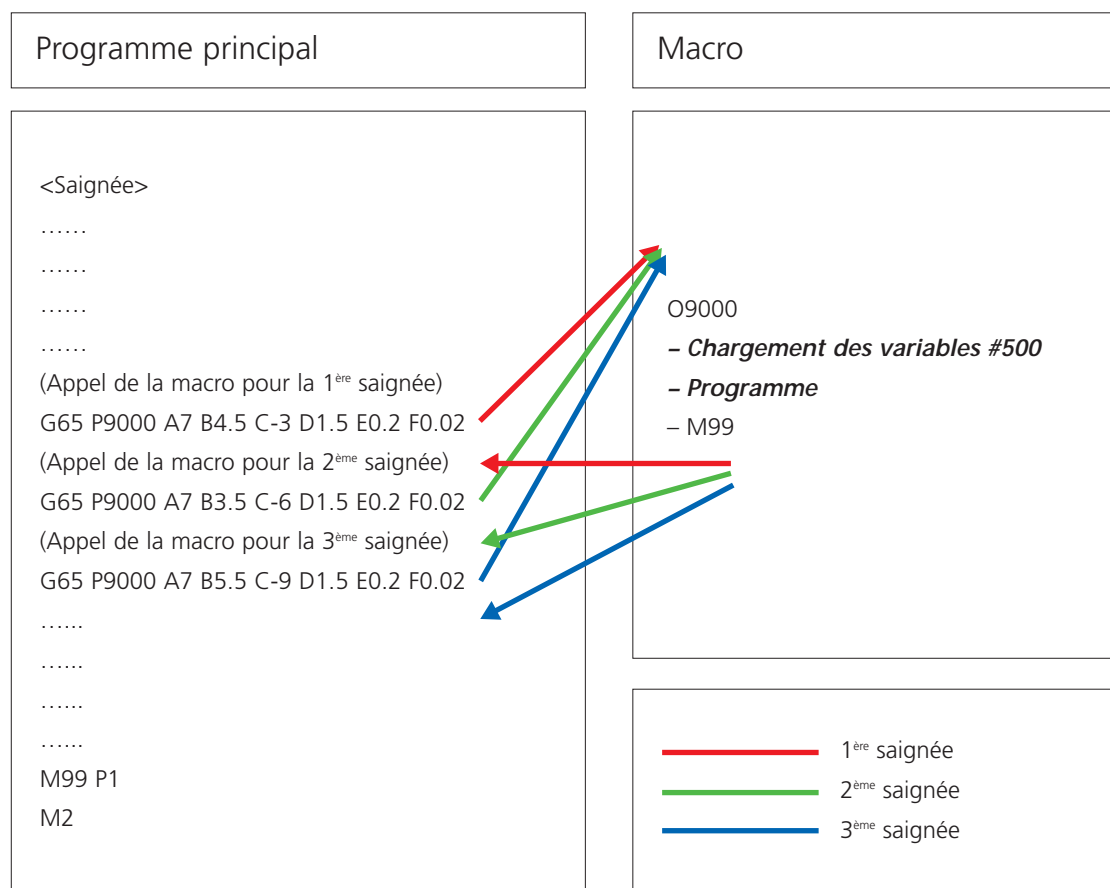 Programme principal
<Saignée>
……
……
……
……
(Appel de la macro pour la 1ère saignée)
G65 P9000 A7 B4.5 C-3 D1.5 E0.2 F0.02
(Appel de la macro pour la 2ème saignée)
G65 P9000 A7 B3.5 C-6 D1.5 E0.2 F0.02
(Appel de la macro pour la 3ème saignée)
G65 P9000 A7 B5.5 C-9 D1.5 E0.2 F0.02
……
……
……
……
M99 P1
M2
Macro
O9000
– Chargement des variables #500
– Programme
– M99
1ère saignée
2ème saignée
3ème saignée